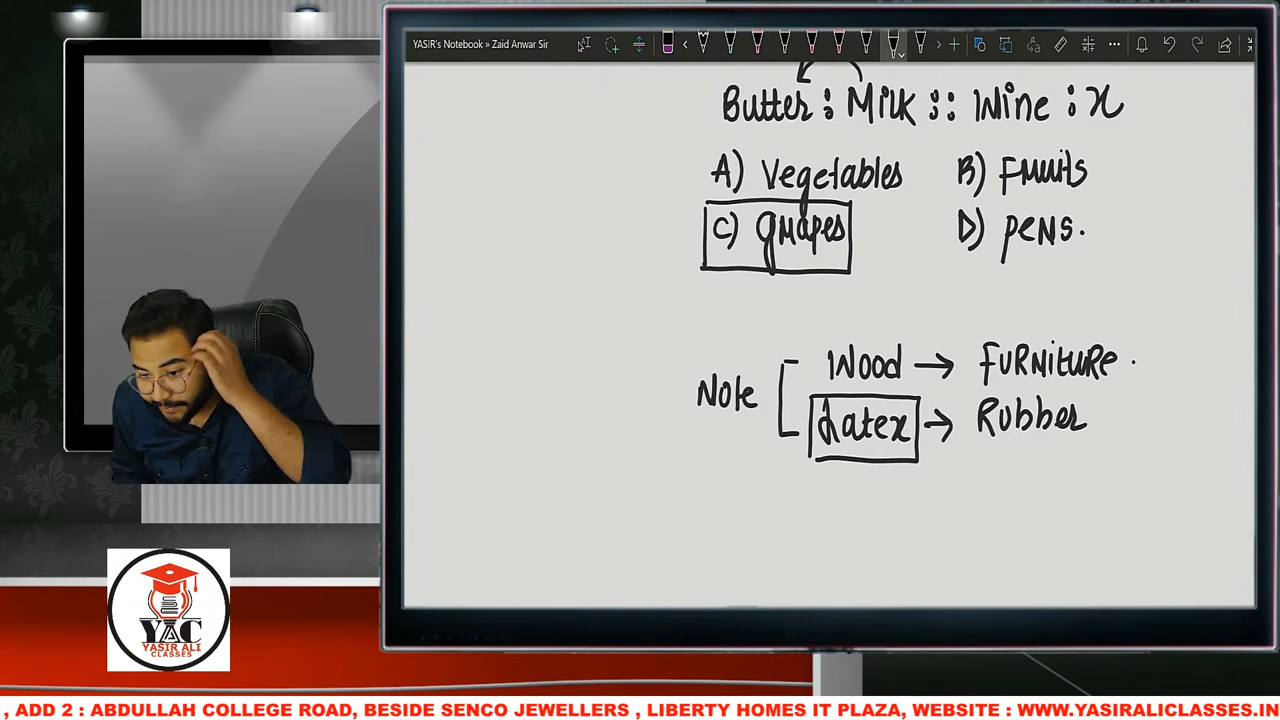 YASIR's Notebook » Zaid Anwar Sir
Butter : Milk :: Wine : x
A) Vegetables B) Fruits
C) Grapes D) Pens.
Wood → Furniture.
Note
Latex → Rubber
YAC
YASIR ALI
CLASSES
, ADD 2 : ABDULLAH COLLEGE ROAD, BESIDE SENCO JEWELLERS , LIBERTY HOMES IT PLAZA, WEBSITE : WWW.YASIRALICLASSES.IN